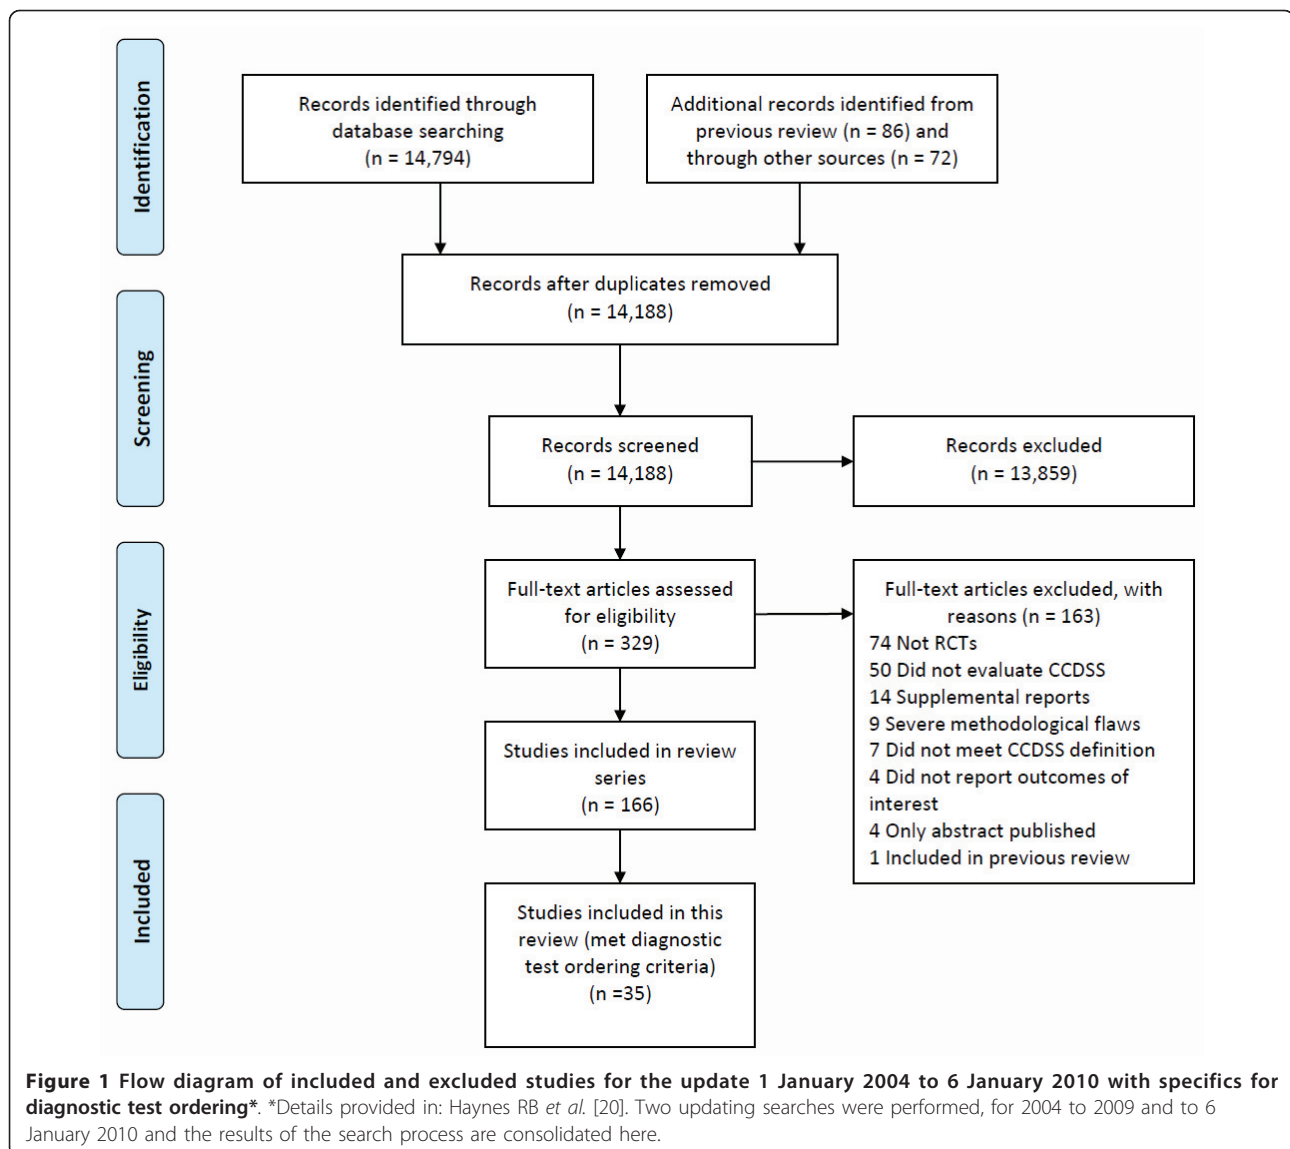 Identification
Records identified through
database searching
(n = 14,794)
Additional records identified from
previous review (n = 86) and
through other sources (n = 72)
Records after duplicates removed
(n = 14,188)
Screening
Records screened
(n = 14,188)
Records excluded
(n = 13,859)
Eligibility
Full-text articles assessed
for eligibility
(n = 329)
Full-text articles excluded, with
reasons (n = 163)
74 Not RCTs
50 Did not evaluate CCDSS
14 Supplemental reports
9 Severe methodological flaws
7 Did not meet CCDSS definition
4 Did not report outcomes of
interest
4 Only abstract published
1 Included in previous review
Studies included in review
series
(n = 166)
Included
Studies included in this
review (met diagnostic
test ordering criteria)
(n =35)
Figure 1 Flow diagram of included and excluded studies for the update 1 January 2004 to 6 January 2010 with specifics for
diagnostic test ordering*. *Details provided in: Haynes RB et al. [20]. Two updating searches were performed, for 2004 to 2009 and to 6
January 2010 and the results of the search process are consolidated here.